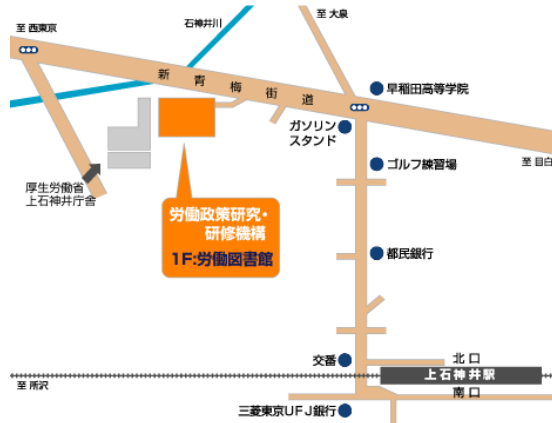 至 西東京
石神井川
至 大泉
新青梅街道
早稲田高等学院
ガソリン
スタンド
至 目白
ゴルフ練習場
厚生労働省
上石神井庁舎
労働政策研究・
研修機構
1F:労働図書館
都民銀行
交番
北口
上石神井駅
至 所沢
南口
三菱東京UFJ銀行